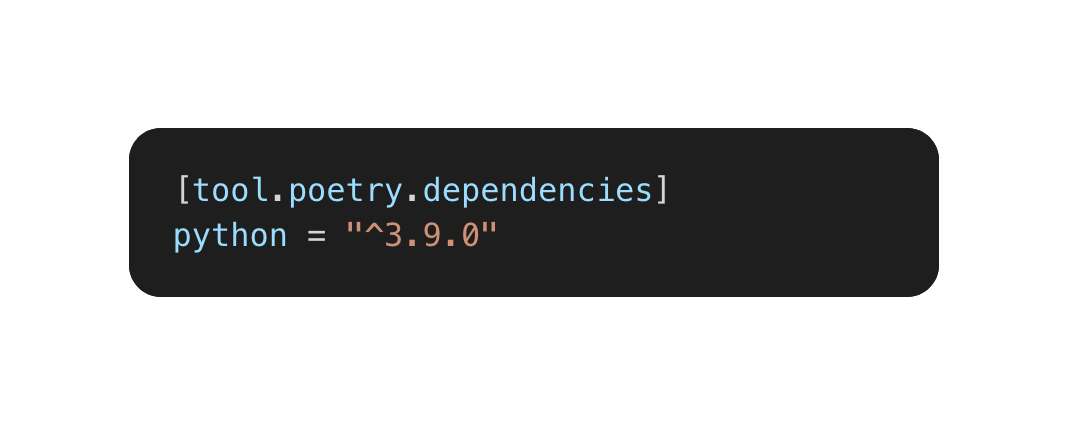 [tool.poetry.dependencies]
python = "^3.9.0"